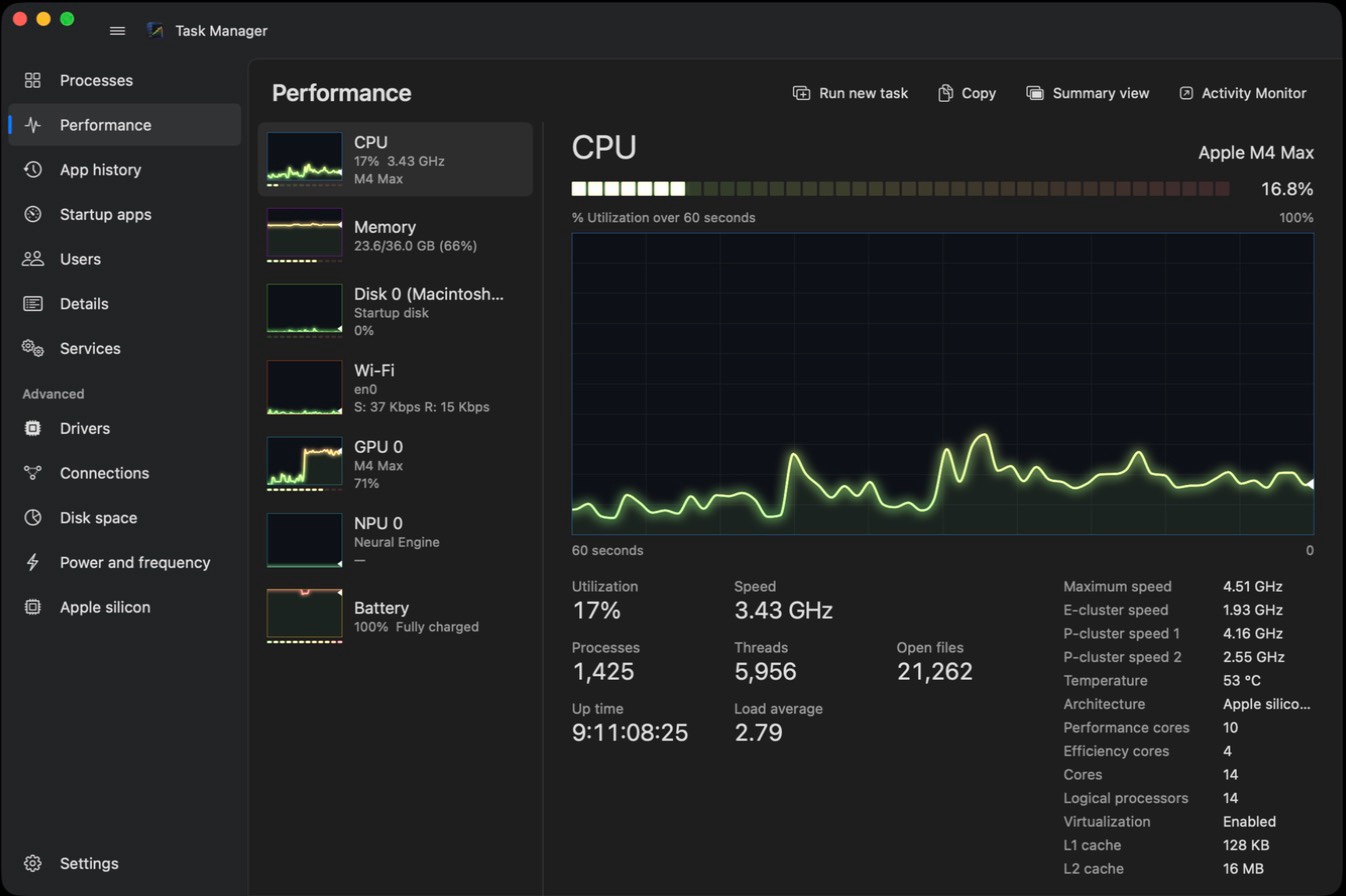 Task Manager
Processes
Performance
App history
Startup apps
Users
Details
Services
Advanced
Drivers
Connections
Disk space
Power and frequency
Apple silicon
Settings
Performance
Run new task
Copy
Summary view
Activity Monitor
CPU
17% 3.43 GHz
M4 Max
Memory
23.6/36.0 GB (66%)
Disk 0 (Macintosh...
Startup disk
0%
Wi-Fi
en0
S: 37 Kbps R: 15 Kbps
GPU 0
M4 Max
71%
NPU 0
Neural Engine
—
Battery
100% Fully charged
CPU
Apple M4 Max
16.8%
% Utilization over 60 seconds
100%
60 seconds
0
Utilization
17%
Speed
3.43 GHz
Processes
1,425
Threads
5,956
Open files
21,262
Up time
9:11:08:25
Load average
2.79
Maximum speed 4.51 GHz
E-cluster speed 1.93 GHz
P-cluster speed 1 4.16 GHz
P-cluster speed 2 2.55 GHz
Temperature 53 °C
Architecture Apple silico...
Performance cores 10
Efficiency cores 4
Cores 14
Logical processors 14
Virtualization Enabled
L1 cache 128 KB
L2 cache 16 MB